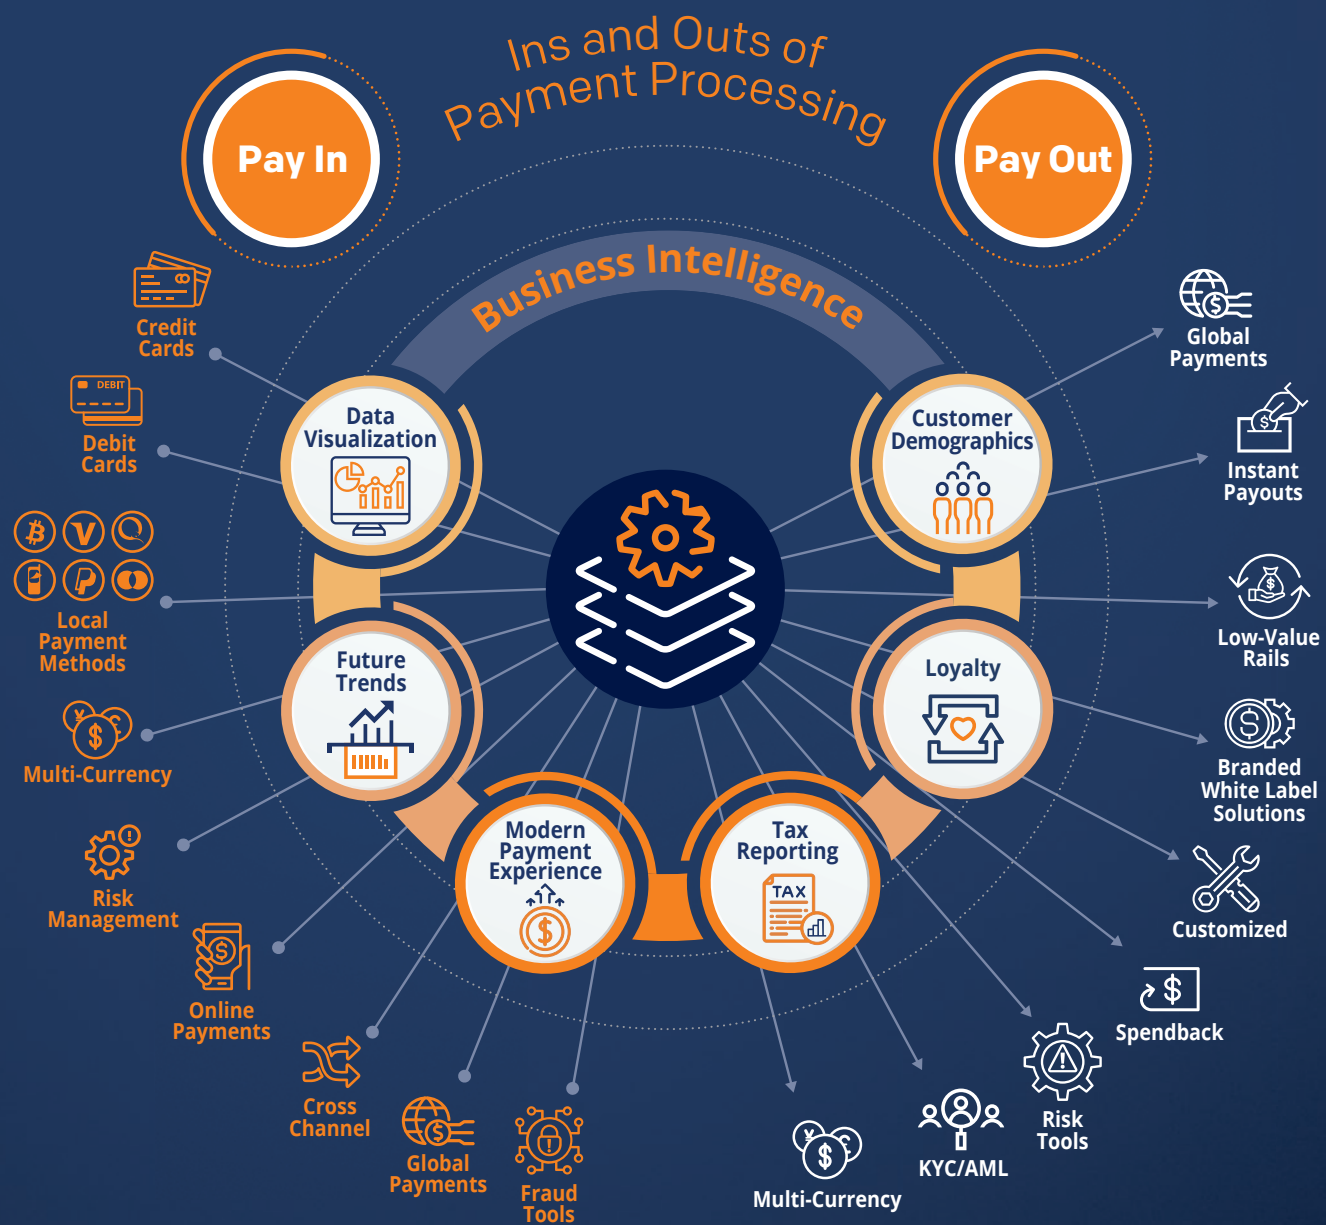 Ins and Outs of
Payment Processing
Pay In
Pay Out
Business Intelligence
Credit
Cards
DEBIT
Debit
Cards
Local
Payment
Methods
Multi-Currency
Risk
Management
Online
Payments
Cross
Channel
Global
Payments
Fraud
Tools
Data
Visualization
Future
Trends
Modern
Payment
Experience
Tax
Reporting
TAX
Loyalty
Customer
Demographics
Global
Payments
Instant
Payouts
Low-Value
Rails
Branded
White Label
Solutions
Customized
Spendback
Risk
Tools
KYC/AML
Multi-Currency